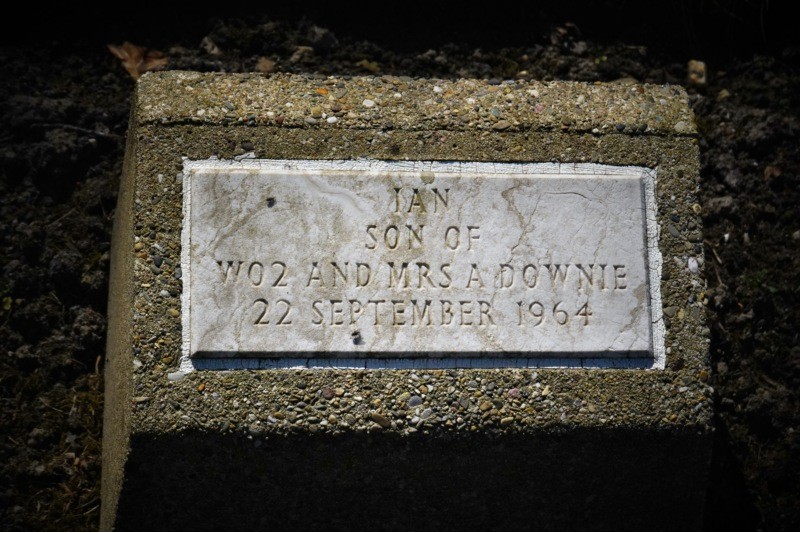 IAN
SON OF
WO2 AND MRS A DOWNIE
22 SEPTEMBER 1964